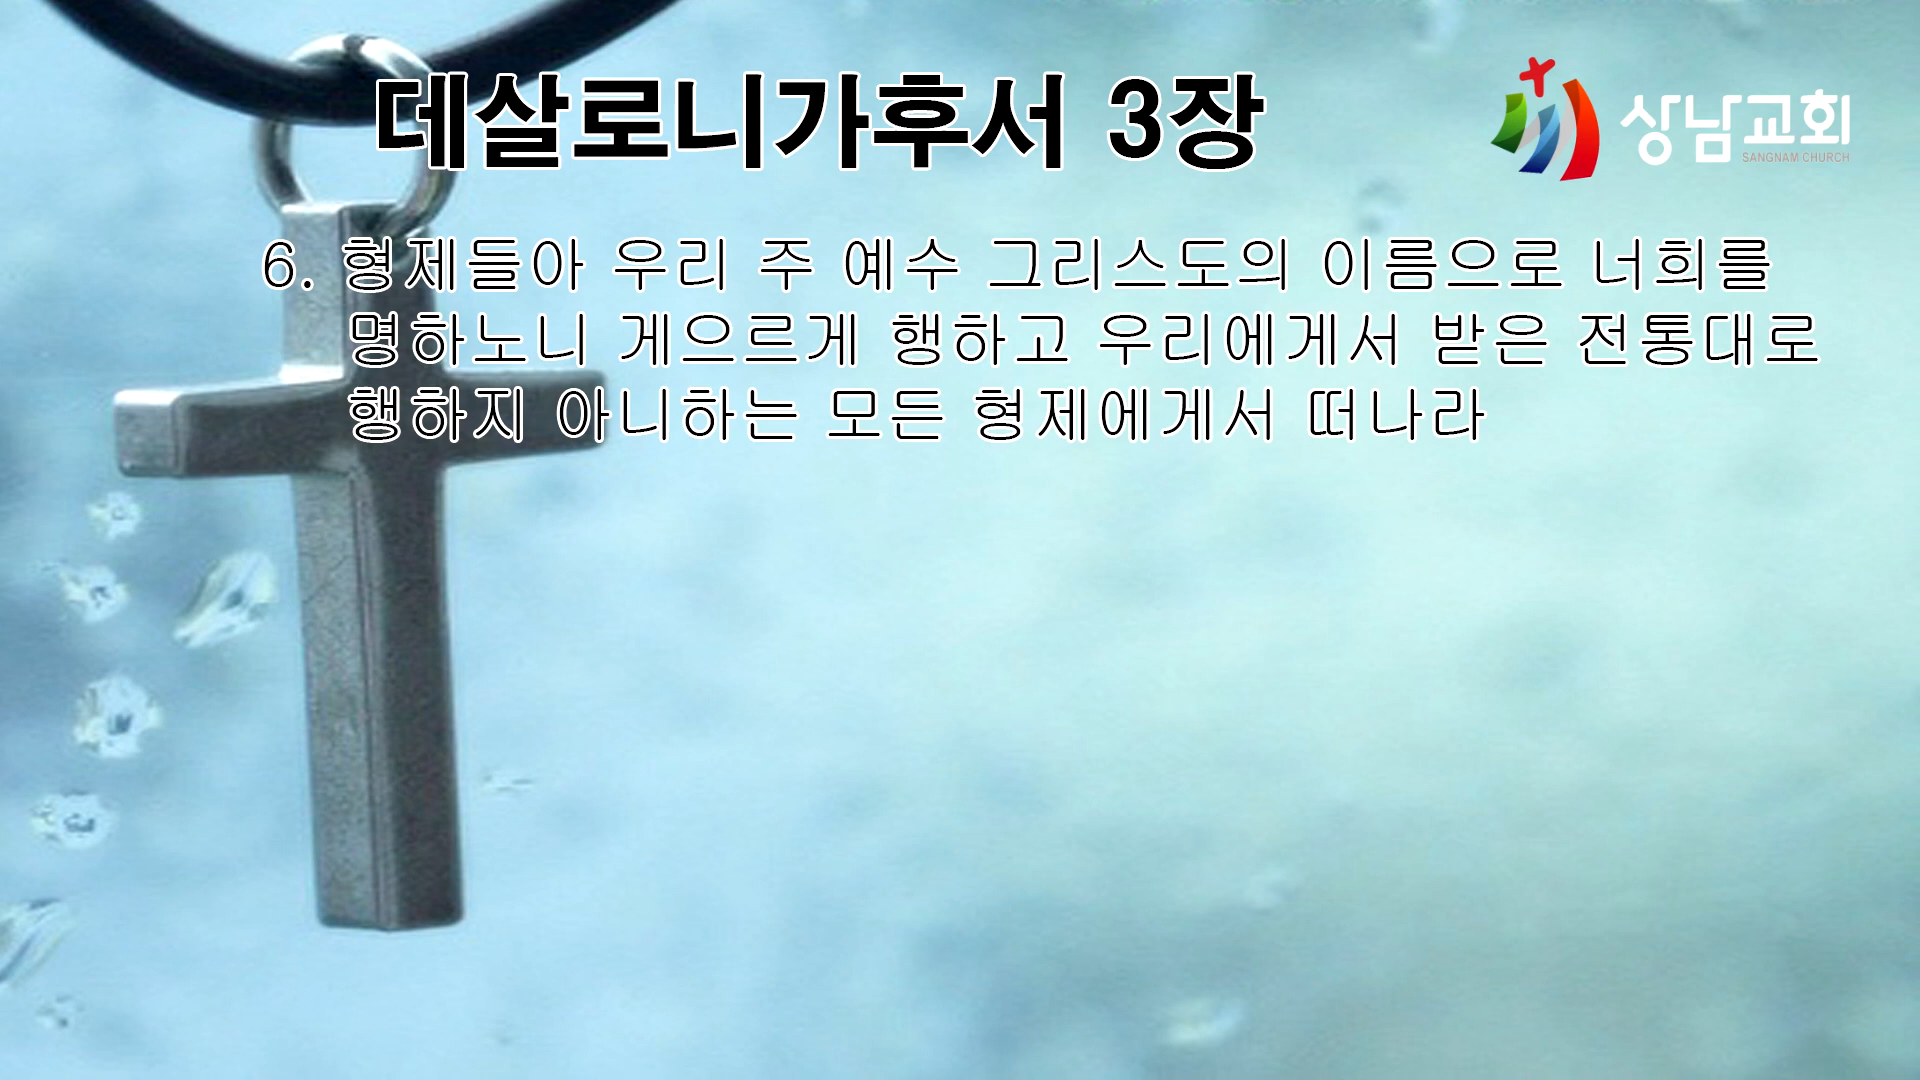 데살로니가후서 3장
상남교회
SANGNAM CHURCH
6. 형제들아 우리 주 예수 그리스도의 이름으로 너희를
명하노니 게으르게 행하고 우리에게서 받은 전통대로
행하지 아니하는 모든 형제에게서 떠나라